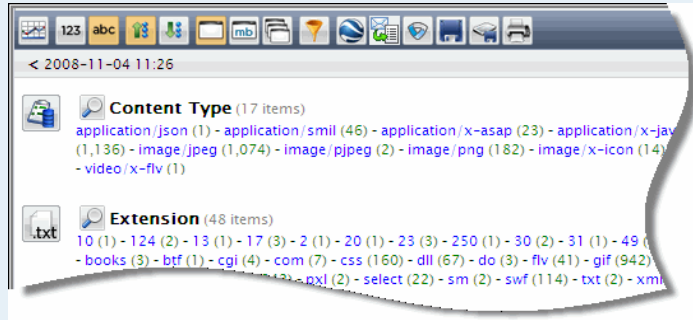 123 abc mb
< 2008-11-04 11:26
Content Type (17 items)
application/json (1) - application/smil (46) - application/x-asap (23) - application/x-jav
(1,136) - image/jpeg (1,074) - image/pjpeg (2) - image/png (182) - image/x-icon (14)
- video/x-flv (1)
.txt
Extension (48 items)
10 (1) - 124 (2) - 13 (1) - 17 (3) - 2 (1) - 20 (1) - 23 (3) - 250 (1) - 30 (2) - 31 (1) - 49 (
- books (3) - btf (1) - cgi (4) - com (7) - css (160) - dll (67) - do (3) - flv (41) - gif (942)
- pxl (2) - select (22) - sm (2) - swf (114) - txt (2) - xml